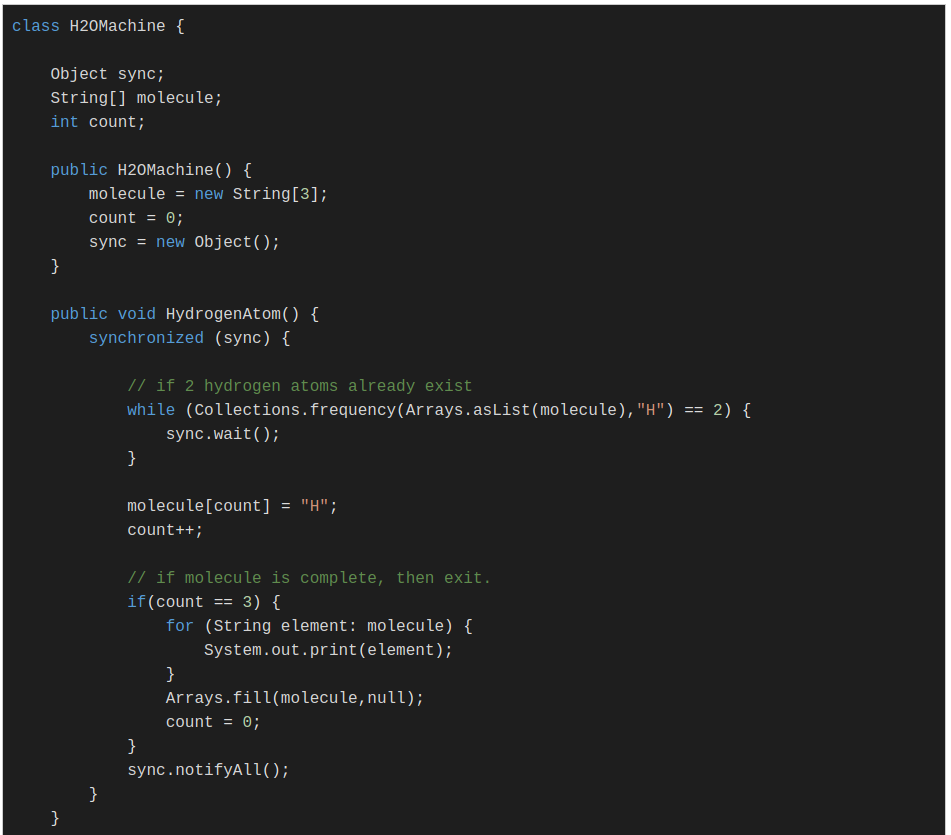 class H2OMachine {
    Object sync;
    String[] molecule;
    int count;
    public H2OMachine() {
        molecule = new String[3];
        count = 0;
        sync = new Object();
    }
    public void HydrogenAtom() {
        synchronized (sync) {
            // if 2 hydrogen atoms already exist
            while (Collections.frequency(Arrays.asList(molecule),"H") == 2) {
                sync.wait();
            }
            molecule[count] = "H";
            count++;
            // if molecule is complete, then exit.
            if(count == 3) {
                for (String element: molecule) {
                    System.out.print(element);
                }
                Arrays.fill(molecule,null);
                count = 0;
            }
            sync.notifyAll();
        }
    }